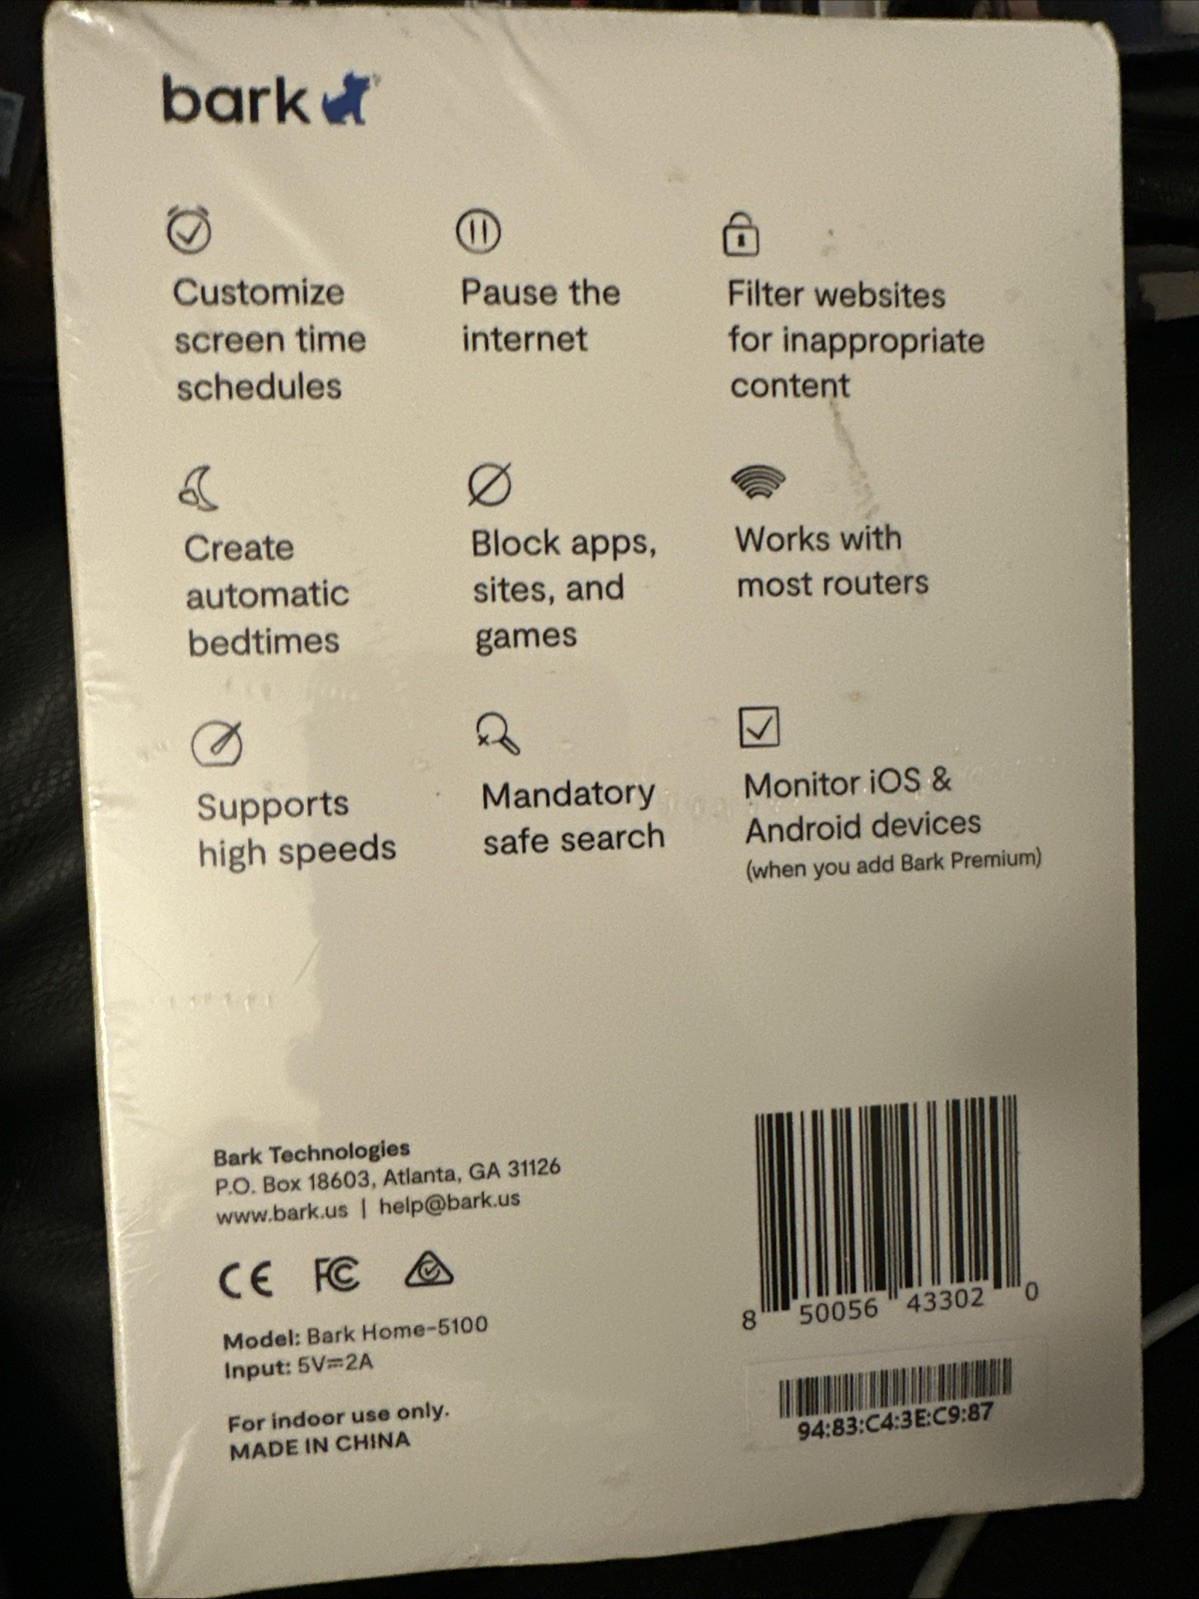 bark
Customize
screen time
schedules
Pause the
internet
Filter websites
for inappropriate
content
Create
automatic
bedtimes
Block apps,
sites, and
games
Works with
most routers
Supports
high speeds
Mandatory
safe search
Monitor iOS &
Android devices
(when you add Bark Premium)
Bark Technologies
P.O. Box 18603, Atlanta, GA 31126
www.bark.us | help@bark.us
CE FC
Model: Bark Home-5100
Input: 5V⎓2A
For indoor use only.
MADE IN CHINA
8 50056 43302 0
94:83:C4:3E:C9:87